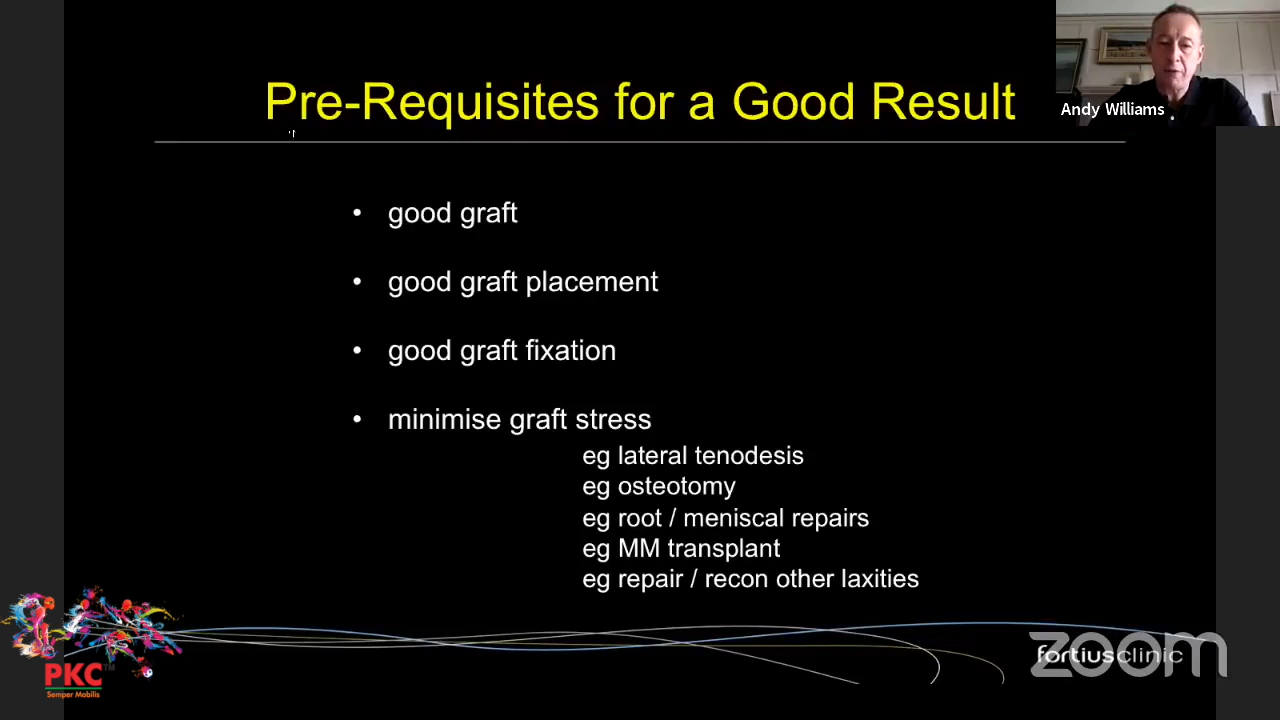 Pre-Requisites for a Good Result
Andy Williams
• good graft
• good graft placement
• good graft fixation
• minimise graft stress
eg lateral tenodesis
eg osteotomy
eg root / meniscal repairs
eg MM transplant
eg repair / recon other laxities
PKC™
Semper Mobilis
fortiusclinic
zoom